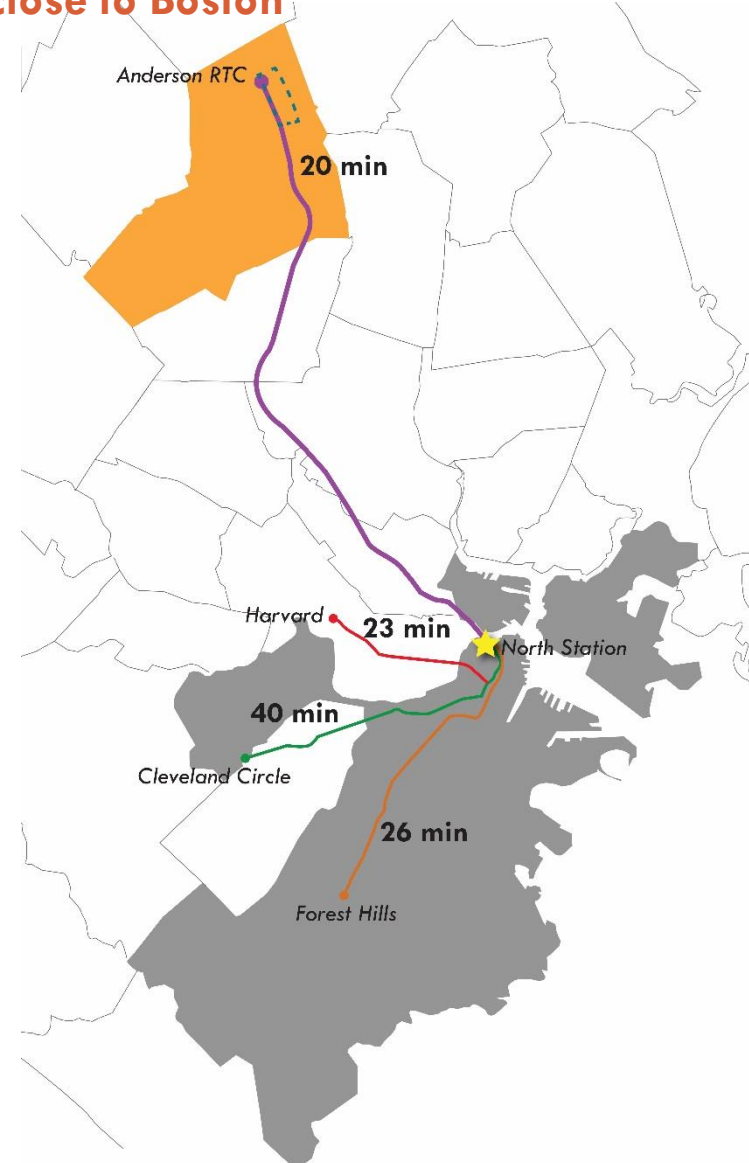 Close to Boston
Anderson RTC
20 min
Harvard
23 min
North Station
40 min
Cleveland Circle
26 min
Forest Hills